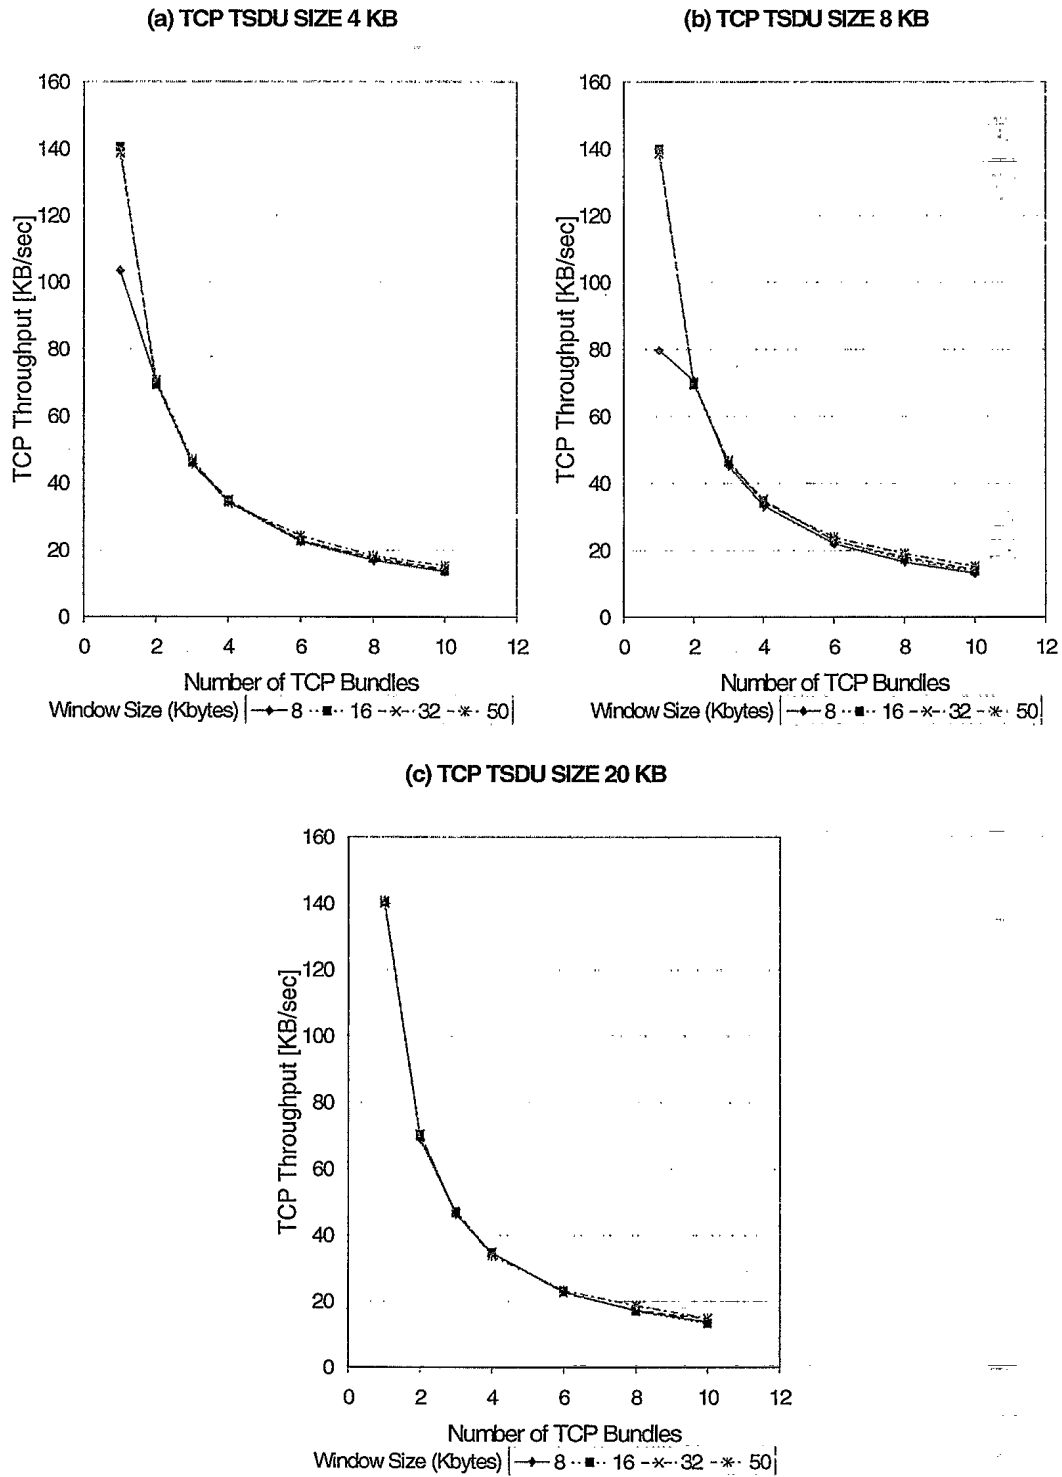 (a) TCP TSDU SIZE 4 KB
(b) TCP TSDU SIZE 8 KB
160
140
120
100
80
60
40
20
0
TCP Throughput [KB/sec]
0 2 4 6 8 10 12
Number of TCP Bundles
Window Size (Kbytes) 8 16 32 50
160
140
120
100
80
60
40
20
0
TCP Throughput [KB/sec]
0 2 4 6 8 10 12
Number of TCP Bundles
Window Size (Kbytes) 8 16 32 50
(c) TCP TSDU SIZE 20 KB
160
140
120
100
80
60
40
20
0
TCP Throughput [KB/sec]
0 2 4 6 8 10 12
Number of TCP Bundles
Window Size (Kbytes) 8 16 32 50